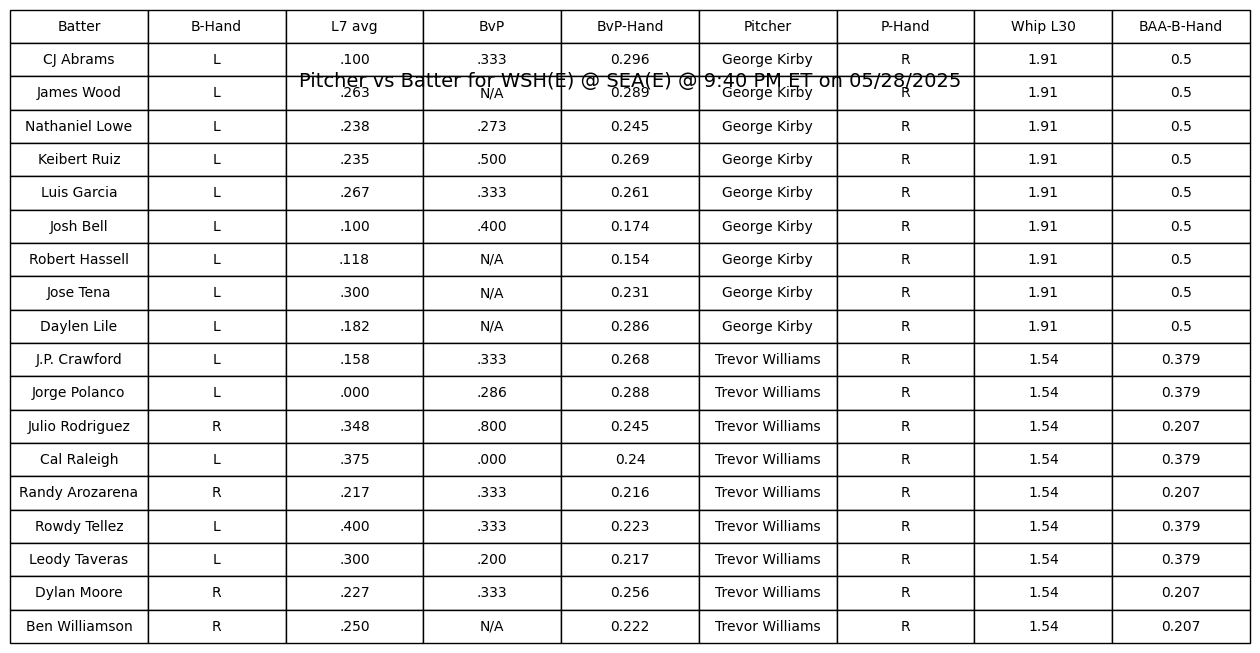 Batter B-Hand L7 avg BvP BvP-Hand Pitcher P-Hand Whip L30 BAA-B-Hand
CJ Abrams L .100 .333 0.296 George Kirby R 1.91 0.5
Pitcher vs Batter for WSH(E) @ SEA(E) @ 9:40 PM ET on 05/28/2025
James Wood L .263 N/A 0.289 George Kirby R 1.91 0.5
Nathaniel Lowe L .238 .273 0.245 George Kirby R 1.91 0.5
Keibert Ruiz L .235 .500 0.269 George Kirby R 1.91 0.5
Luis Garcia L .267 .333 0.261 George Kirby R 1.91 0.5
Josh Bell L .100 .400 0.174 George Kirby R 1.91 0.5
Robert Hassell L .118 N/A 0.154 George Kirby R 1.91 0.5
Jose Tena L .300 N/A 0.231 George Kirby R 1.91 0.5
Daylen Lile L .182 N/A 0.286 George Kirby R 1.91 0.5
J.P. Crawford L .158 .333 0.268 Trevor Williams R 1.54 0.379
Jorge Polanco L .000 .286 0.288 Trevor Williams R 1.54 0.379
Julio Rodriguez R .348 .800 0.245 Trevor Williams R 1.54 0.207
Cal Raleigh L .375 .000 0.24 Trevor Williams R 1.54 0.379
Randy Arozarena R .217 .333 0.216 Trevor Williams R 1.54 0.207
Rowdy Tellez L .400 .333 0.223 Trevor Williams R 1.54 0.379
Leody Taveras L .300 .200 0.217 Trevor Williams R 1.54 0.379
Dylan Moore R .227 .333 0.256 Trevor Williams R 1.54 0.207
Ben Williamson R .250 N/A 0.222 Trevor Williams R 1.54 0.207